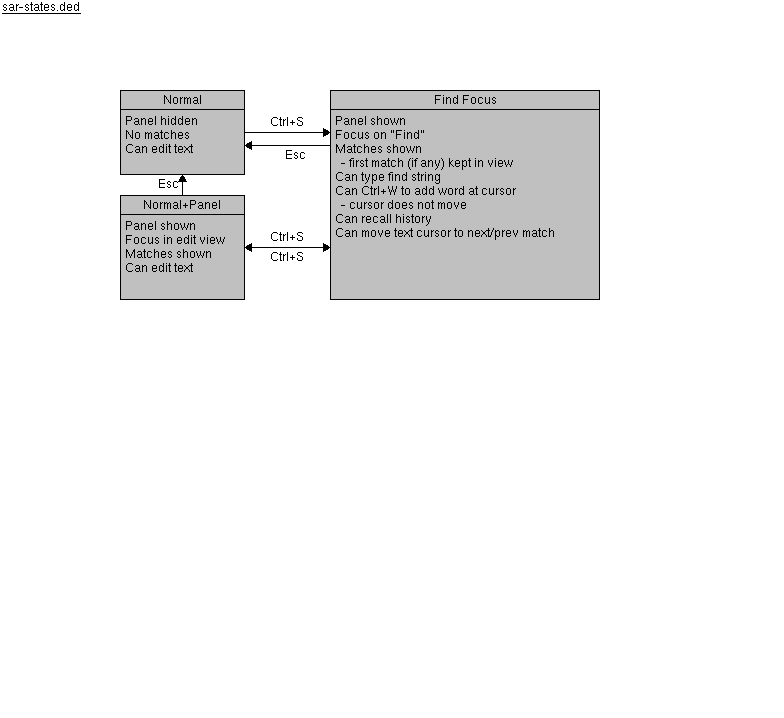 sar-states.ded
Normal
Panel hidden
No matches
Can edit text
Ctrl+S
Esc
Find Focus
Panel shown
Focus on "Find"
Matches shown
- first match (if any) kept in view
Can type find string
Can Ctrl+W to add word at cursor
- cursor does not move
Can recall history
Can move text cursor to next/prev match
Esc
Normal+Panel
Panel shown
Focus in edit view
Matches shown
Can edit text
Ctrl+S
Ctrl+S